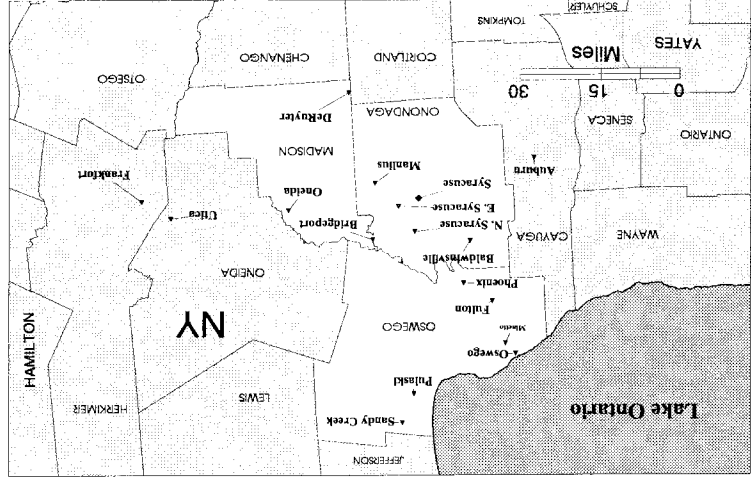 JEFFERSON
Sandy Creek
Lake Ontario
LEWIS
HERKIMER
Pulaski
HAMILTON
Oswego
Minetto
OSWEGO
NY
Fulton
Phoenix
ONEIDA
Baldwinsville
WAYNE
CAYUGA
N. Syracuse
Bridgeport
E. Syracuse
Utica
Syracuse
Oneida
Auburn
Manlius
Frankfort
MADISON
ONTARIO
SENECA
ONONDAGA
DeRuyter
0 15 30
Miles
YATES
CORTLAND
CHENANGO
OTSEGO
TOMPKINS
SCHUYLER